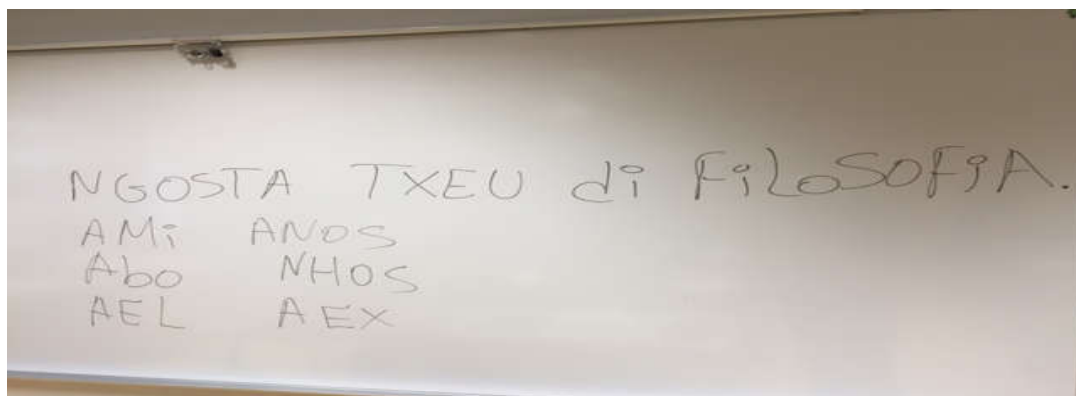 NGOSTA TXEU di FiLOSOFiA.
AMi ANOS
Abo NHOS
AEL AEX